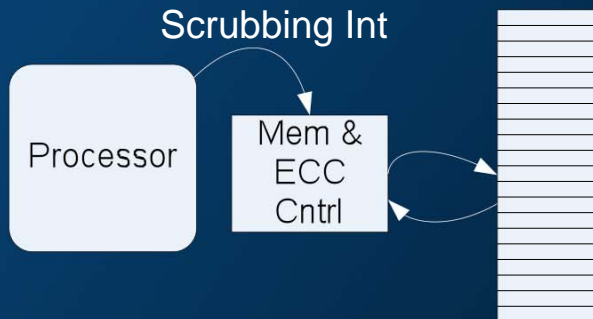 Scrubbing Int
Processor
Mem &
ECC
Cntrl